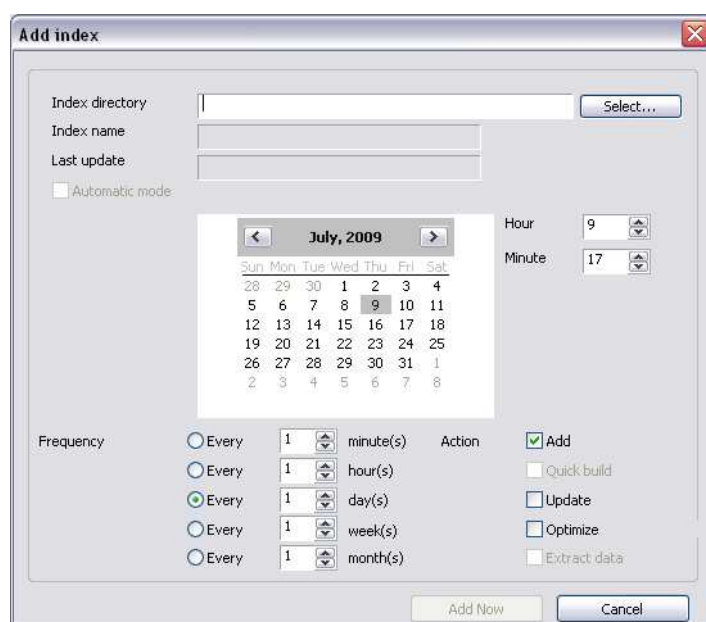 Add index
Index directory Select...
Index name
Last update
Automatic mode
July, 2009
Hour 9
Minute 17
Sun Mon Tue Wed Thu Fri Sat
28 29 30 1 2 3 4
5 6 7 8 9 10 11
12 13 14 15 16 17 18
19 20 21 22 23 24 25
26 27 28 29 30 31 1
2 3 4 5 6 7 8
Frequency Every 1 minute(s) Action Add
Every 1 hour(s) Quick build
Every 1 day(s) Update
Every 1 week(s) Optimize
Every 1 month(s) Extract data
Add Now Cancel